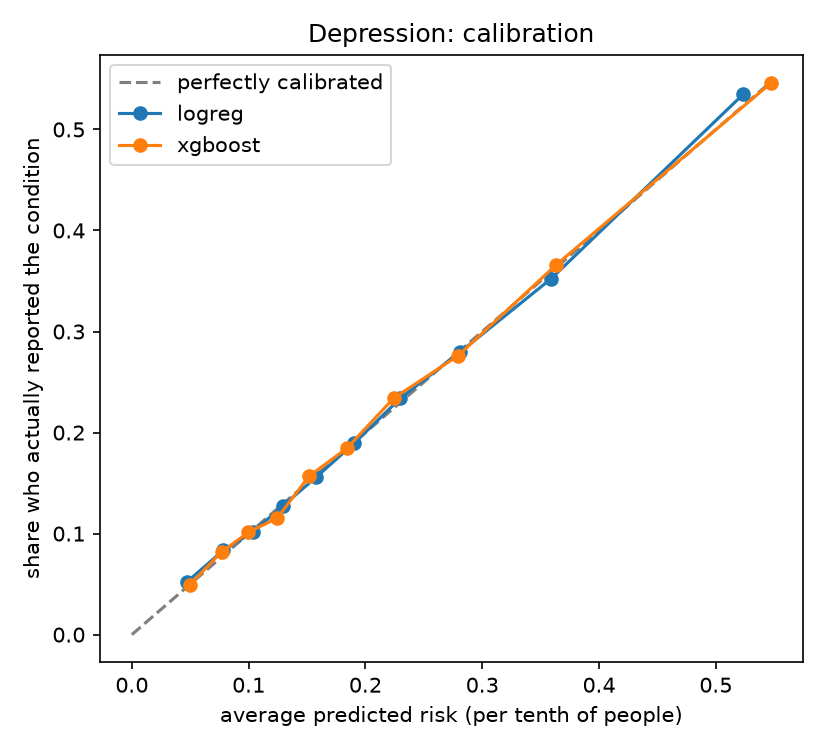 Depression: calibration
perfectly calibrated
logreg
xgboost
share who actually reported the condition
0.5
0.4
0.3
0.2
0.1
0.0
0.0 0.1 0.2 0.3 0.4 0.5
average predicted risk (per tenth of people)